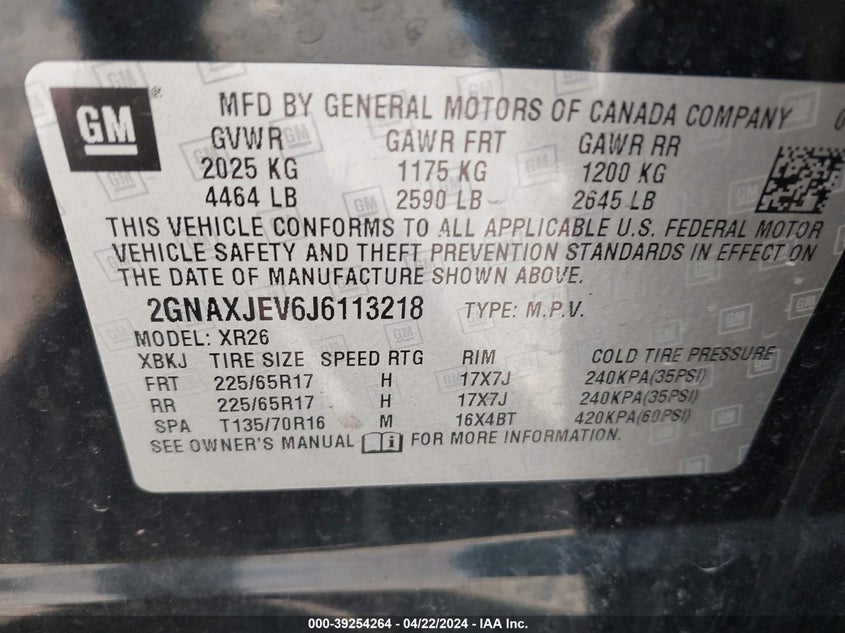 GM
MFD BY GENERAL MOTORS OF CANADA COMPANY 0
GVWR GAWR FRT GAWR RR
2025 KG 1175 KG 1200 KG
4464 LB 2590 LB 2645 LB
THIS VEHICLE CONFORMS TO ALL APPLICABLE U.S. FEDERAL MOTOR
VEHICLE SAFETY AND THEFT PREVENTION STANDARDS IN EFFECT ON
THE DATE OF MANUFACTURE SHOWN ABOVE.
2GNAXJEV6J6113218 TYPE: M.P.V.
MODEL: XR26
XBKJ TIRE SIZE SPEED RTG RIM COLD TIRE PRESSURE
FRT 225/65R17 H 17X7J 240KPA(35PSI)
RR 225/65R17 H 17X7J 240KPA(35PSI)
SPA T135/70R16 M 16X4BT 420KPA(60PSI)
SEE OWNER'S MANUAL i FOR MORE INFORMATION.
000-39254264 - 04/22/2024 - IAA Inc.